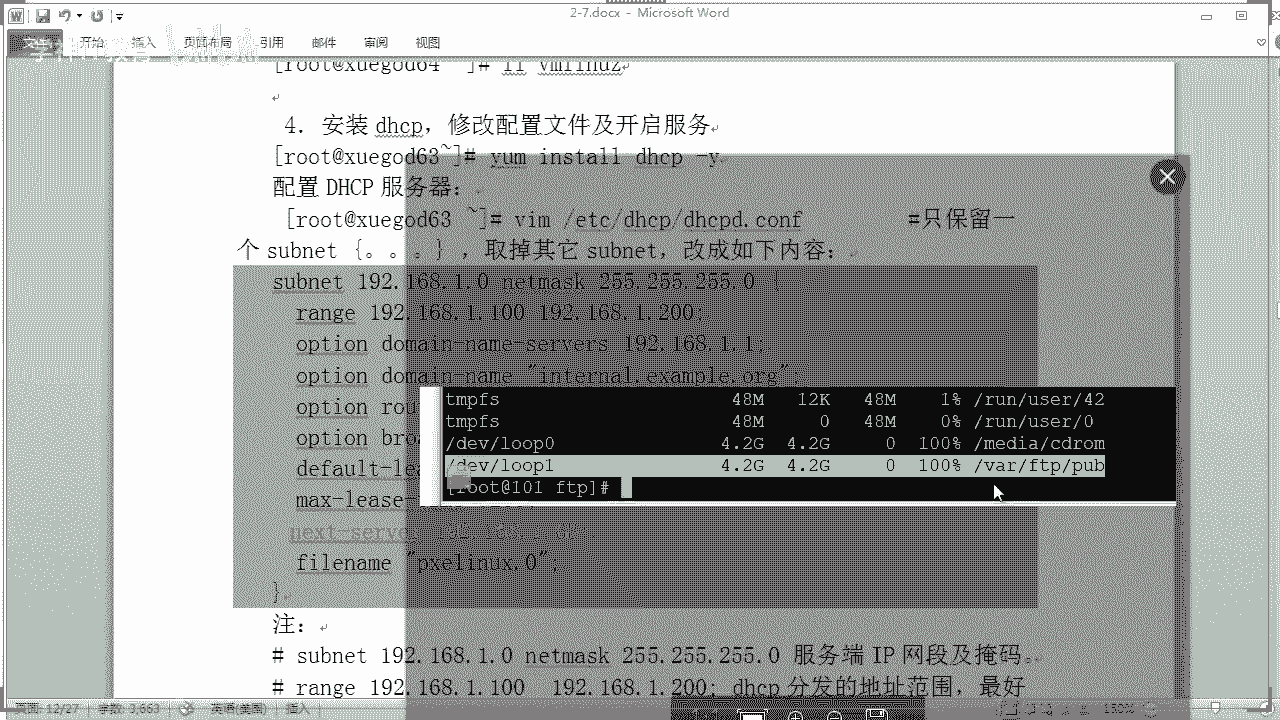 2-7.docx - Microsoft Word
开始 插入 页面布局 引用 邮件 审阅 视图
[root@xuegod64 ~]# ll vmlinuz
4. 安装 dhcp，修改配置文件及开启服务
[root@xuegod63~]# yum install dhcp -y
配置 DHCP 服务器：
[root@xuegod63 ~]# vim /etc/dhcp/dhcpd.conf #只保留一
个 subnet {。。。} ，取掉其它 subnet，改成如下内容：
subnet 192.168.1.0 netmask 255.255.255.0 {
range 192.168.1.100 192.168.1.200;
option domain-name-servers 192.168.1.1;
option domain-name "internal.example.org";
option rou
option bro
default-lea
max-lease-
tmpfs 48M 12K 48M 1% /run/user/42
tmpfs 48M 0 48M 0% /run/user/0
/dev/loop0 4.2G 4.2G 0 100% /media/cdrom
/dev/loop1 4.2G 4.2G 0 100% /var/ftp/pub
[root@101 ftp]#
filename "pxelinux.0";
}
注：
# subnet 192.168.1.0 netmask 255.255.255.0 服务端 IP 网段及掩码
# range 192.168.1.100 192.168.1.200; dhcp 分发的地址范围，最好
页面: 12/27 字数: 3,663 英语(美国) 插入 150%